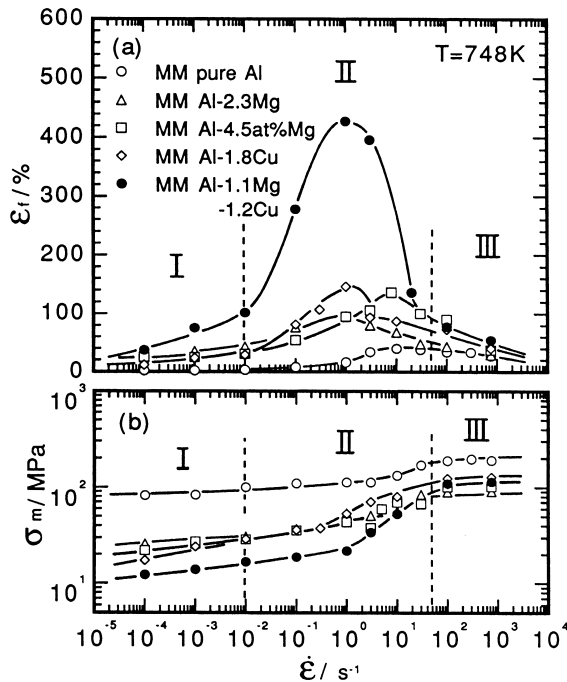 (a)
T=748K
II
MM pure Al
MM Al-2.3Mg
MM Al-4.5at%Mg
MM Al-1.8Cu
MM Al-1.1Mg
-1.2Cu
I
III
600
500
400
300
200
100
0
εf / %
(b)
I
II
III
10³
10²
10¹
σm / MPa
10⁻⁵ 10⁻⁴ 10⁻³ 10⁻² 10⁻¹ 10⁰ 10¹ 10² 10³ 10⁴
ε̇ / s⁻¹